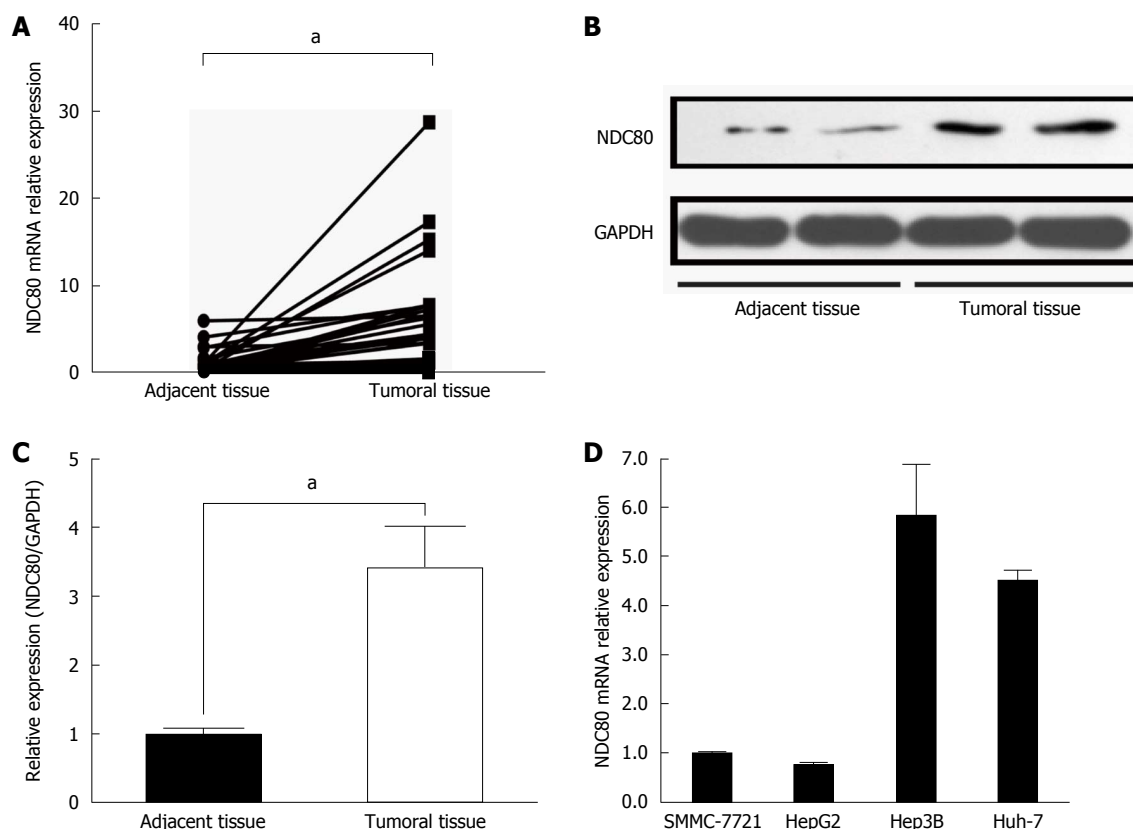 A
NDC80 mRNA relative expression
40
30
20
10
0
a
Adjacent tissue
Tumoral tissue
B
NDC80
GAPDH
Adjacent tissue
Tumoral tissue
C
Relative expression (NDC80/GAPDH)
5
4
3
2
1
0
a
Adjacent tissue
Tumoral tissue
D
NDC80 mRNA relative expression
7.0
6.0
5.0
4.0
3.0
2.0
1.0
0.0
SMMC-7721
HepG2
Hep3B
Huh-7